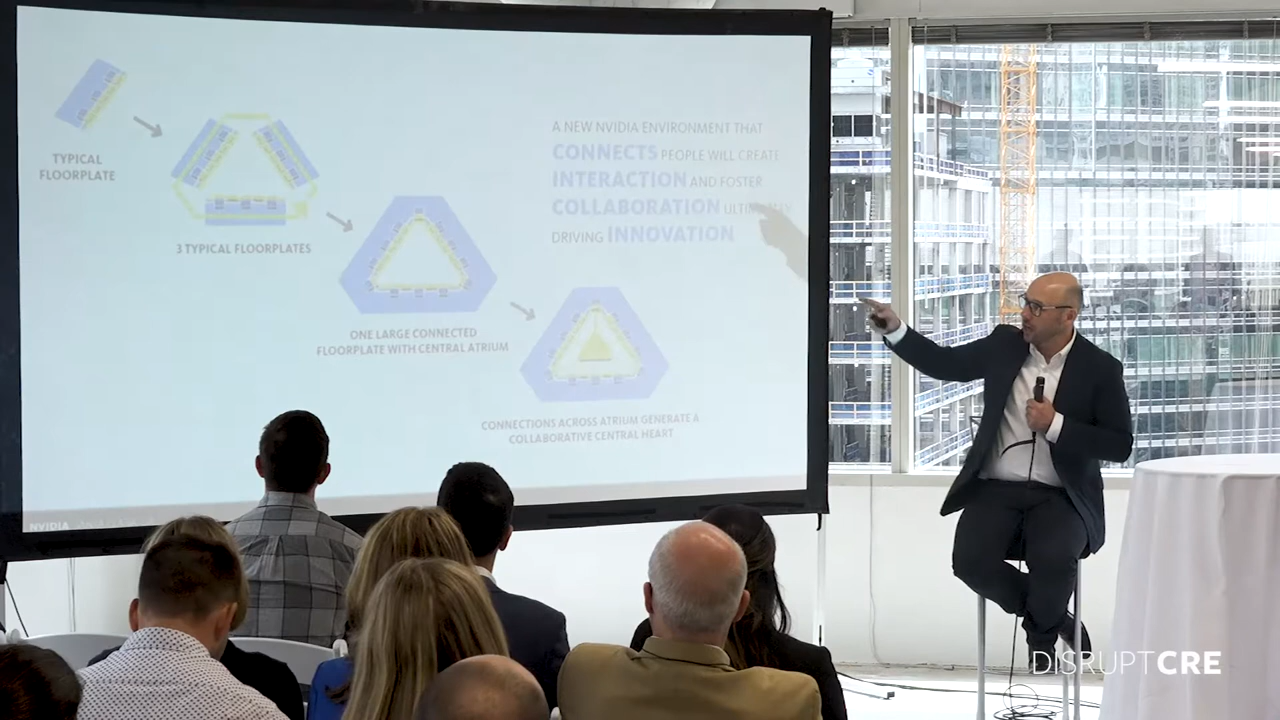 TYPICAL
FLOORPLATE
3 TYPICAL FLOORPLATES
ONE LARGE CONNECTED
FLOORPLATE WITH CENTRAL ATRIUM
CONNECTIONS ACROSS ATRIUM GENERATE A
COLLABORATIVE CENTRAL HEART
A NEW NVIDIA ENVIRONMENT THAT
CONNECTS PEOPLE WILL CREATE
INTERACTION AND FOSTER
COLLABORATION
DRIVING INNOVATION
NVIDIA
DISRUPTCRE